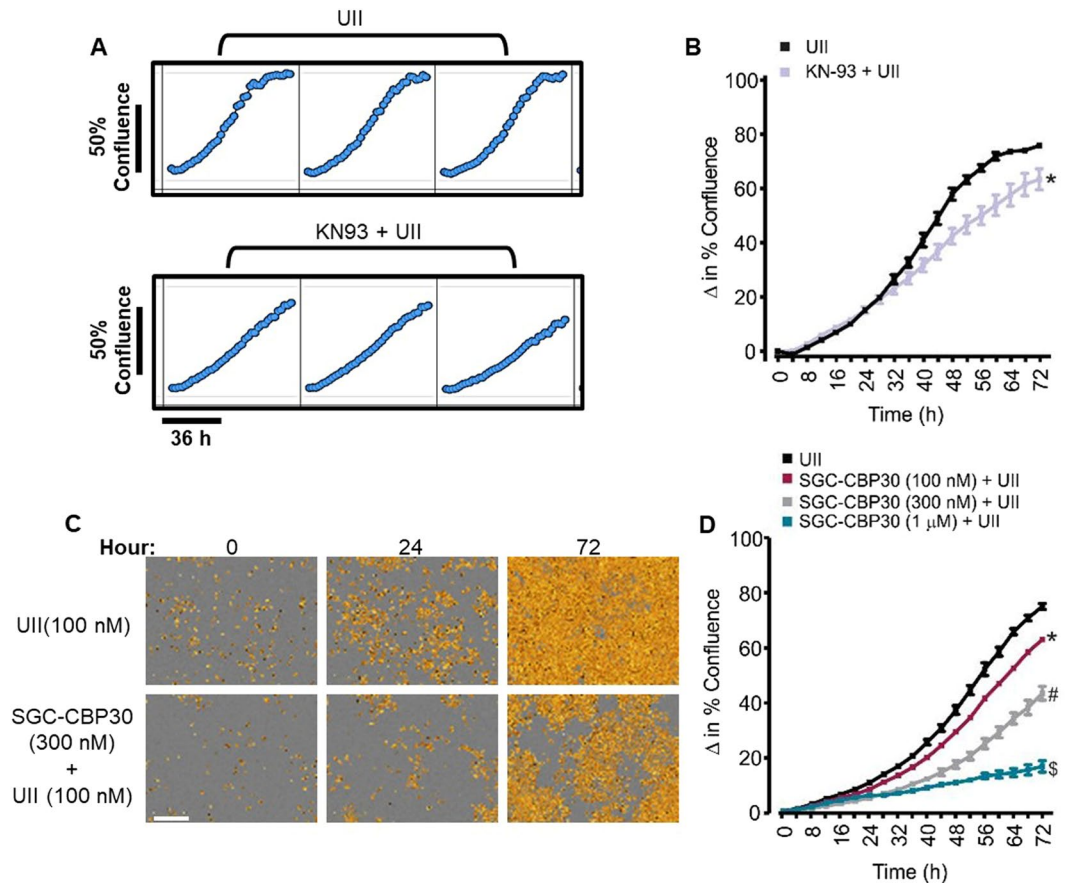 A
UII
50%
Confluence
KN93 + UII
50%
Confluence
36 h
B
UII
KN-93 + UII
100
80
60
40
20
0
Δ in % Confluence
*
0
8
16
24
32
40
48
56
64
72
Time (h)
C
Hour: 0 24 72
UII(100 nM)
SGC-CBP30
(300 nM)
+
UII (100 nM)
UII
SGC-CBP30 (100 nM) + UII
SGC-CBP30 (300 nM) + UII
SGC-CBP30 (1 μM) + UII
D
100
80
60
40
20
0
Δ in % Confluence
*
#
$
0
8
16
24
32
40
48
56
64
72
Time (h)